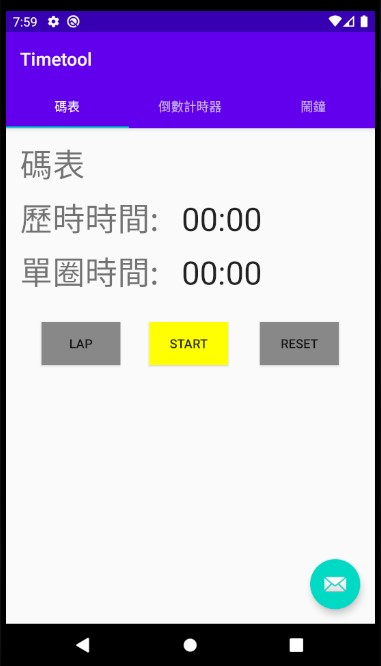 7:59
Timetool
碼表 倒數計時器 鬧鐘
碼表
歷時時間: 00:00
單圈時間: 00:00
LAP START RESET